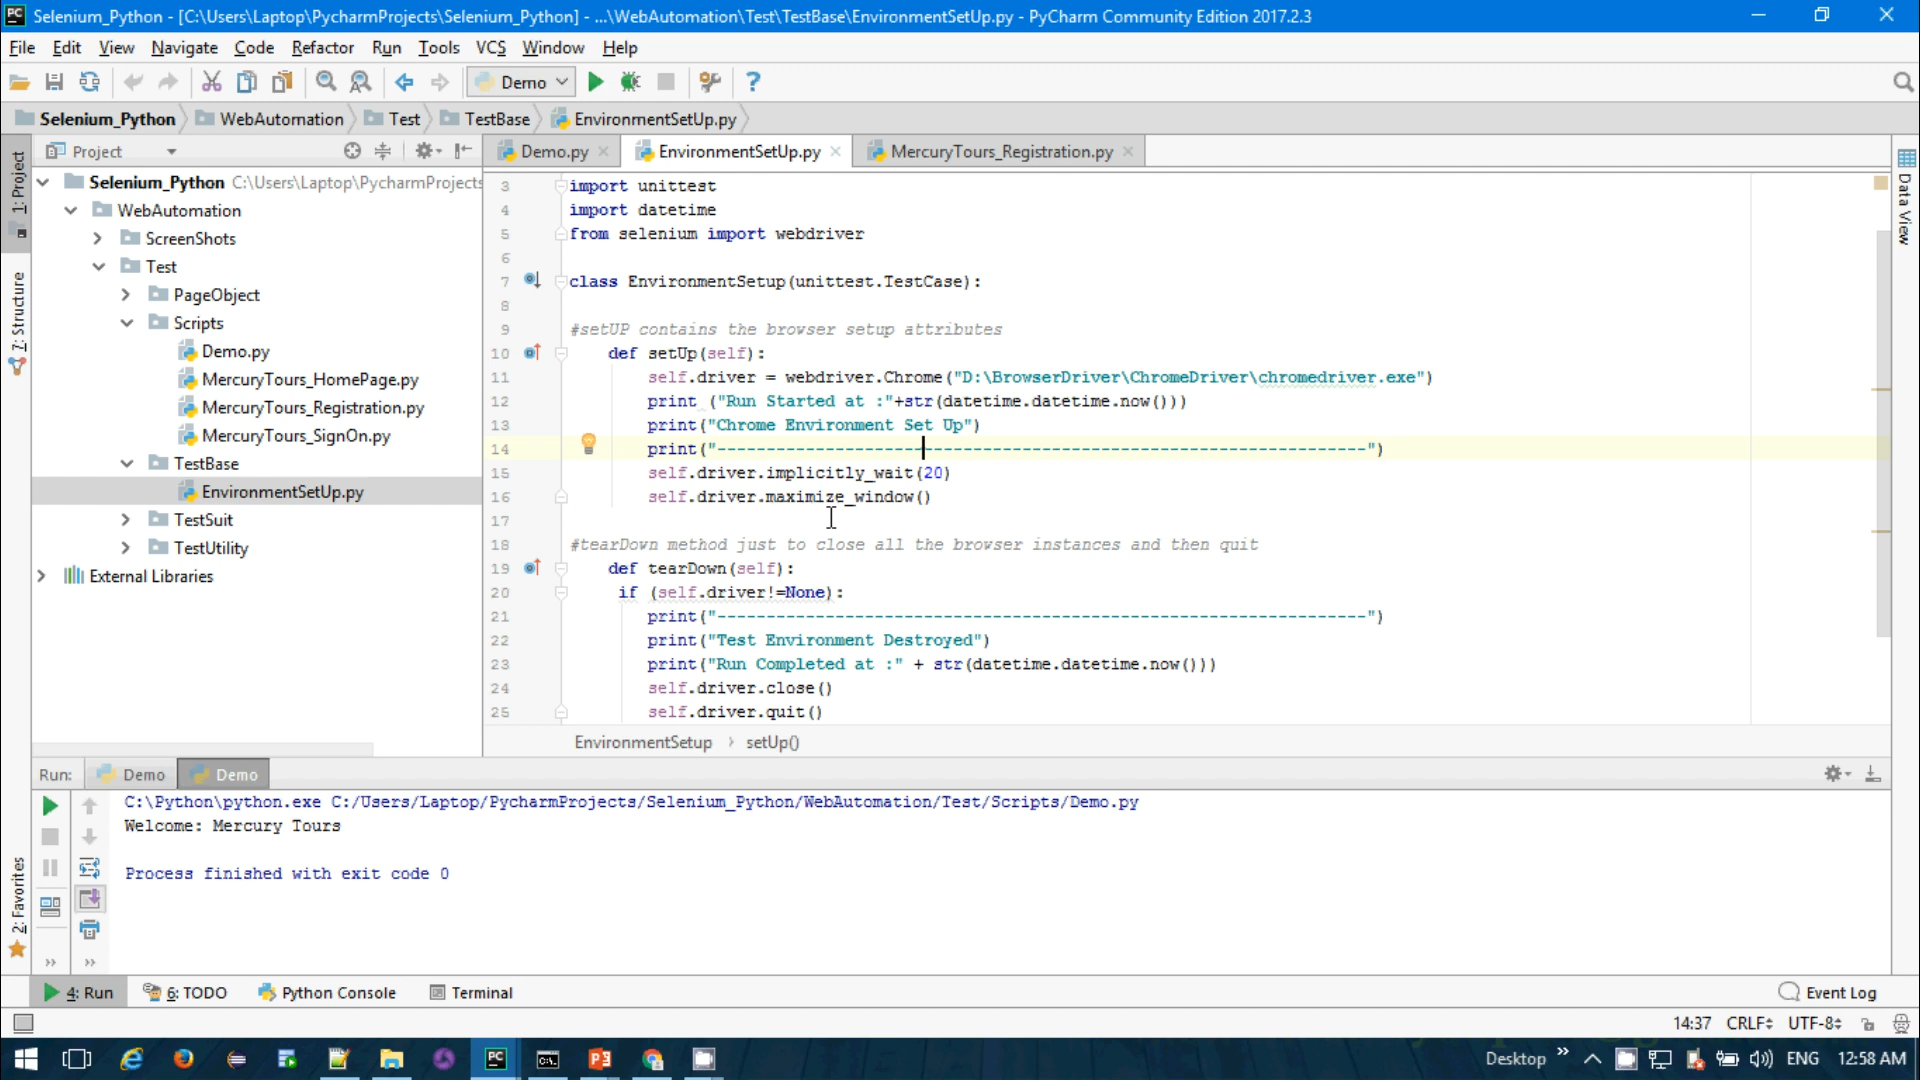 Selenium_Python - [C:\Users\Laptop\PycharmProjects\Selenium_Python] - ...\WebAutomation\Test\TestBase\EnvironmentSetUp.py - PyCharm Community Edition 2017.2.3
File Edit View Navigate Code Refactor Run Tools VCS Window Help
Demo
Selenium_Python WebAutomation Test TestBase EnvironmentSetUp.py
Project
Demo.py EnvironmentSetUp.py MercuryTours_Registration.py
1: Project
7: Structure
2: Favorites
Data View
Selenium_Python C:\Users\Laptop\PycharmProjects
WebAutomation
ScreenShots
Test
PageObject
Scripts
Demo.py
MercuryTours_HomePage.py
MercuryTours_Registration.py
MercuryTours_SignOn.py
TestBase
EnvironmentSetUp.py
TestSuit
TestUtility
External Libraries
3 import unittest
4 import datetime
5 from selenium import webdriver
6
7 class EnvironmentSetup(unittest.TestCase):
8
9 #setUP contains the browser setup attributes
10 def setUp(self):
11 self.driver = webdriver.Chrome("D:\BrowserDriver\ChromeDriver\chromedriver.exe")
12 print ("Run Started at :"+str(datetime.datetime.now()))
13 print("Chrome Environment Set Up")
14 print("------------------------------------------------------------------")
15 self.driver.implicitly_wait(20)
16 self.driver.maximize_window()
17
18 #tearDown method just to close all the browser instances and then quit
19 def tearDown(self):
20 if (self.driver!=None):
21 print("------------------------------------------------------------------")
22 print("Test Environment Destroyed")
23 print("Run Completed at :" + str(datetime.datetime.now()))
24 self.driver.close()
25 self.driver.quit()
EnvironmentSetup › setUp()
Run: Demo Demo
C:\Python\python.exe C:/Users/Laptop/PycharmProjects/Selenium_Python/WebAutomation/Test/Scripts/Demo.py
Welcome: Mercury Tours
Process finished with exit code 0
4: Run 6: TODO Python Console Terminal Event Log
14:37 CRLF UTF-8
Desktop ENG 12:58 AM